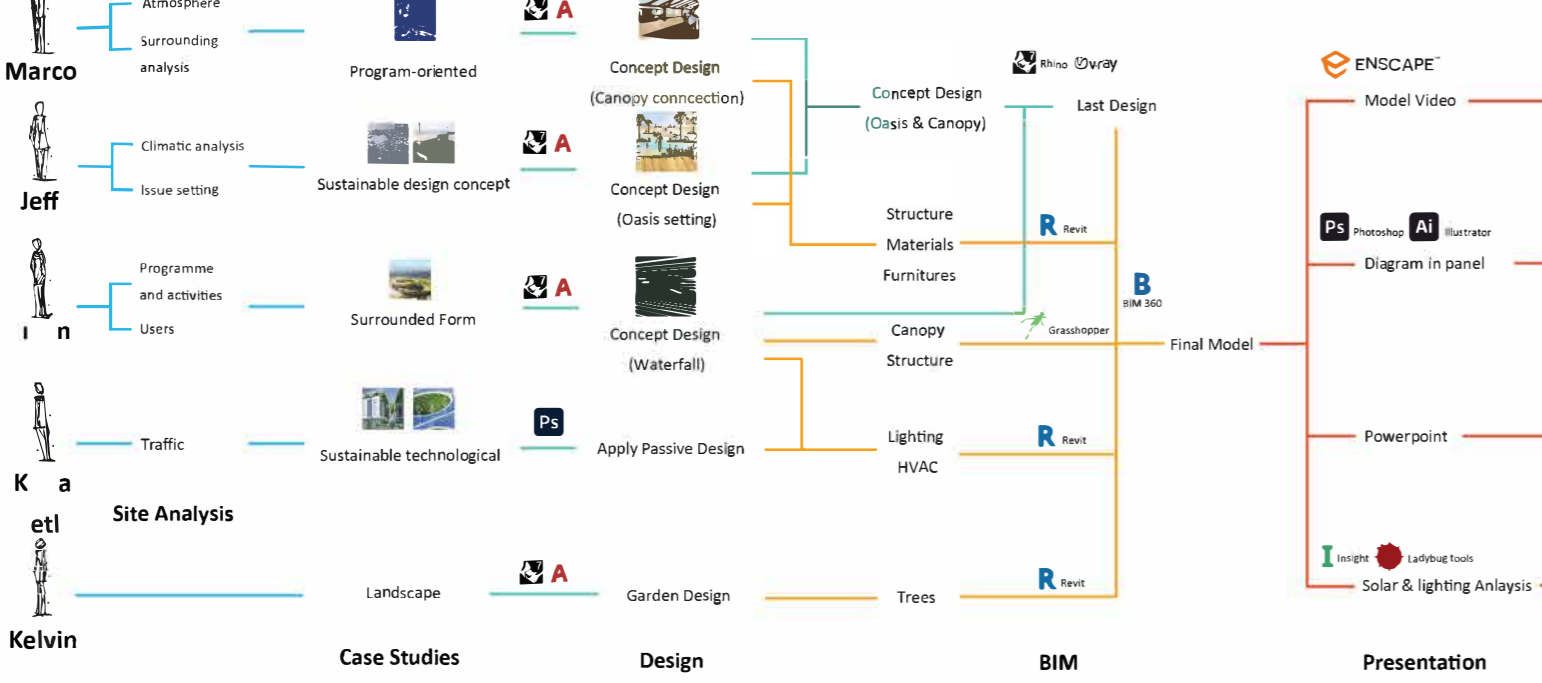 Atmosphere
Surrounding
analysis
Marco
Program-oriented
A
Concept Design
(Canopy conncection)
Climatic analysis
Issue setting
Jeff
Sustainable design concept
A
Concept Design
(Oasis setting)
Programme
and activities
Users
n
Surrounded Form
A
Concept Design
(Waterfall)
Traffic
K a
Sustainable technological
Ps
Apply Passive Design
Site Analysis
etl
Kelvin
Landscape
A
Garden Design
Case Studies
Design
Concept Design
(Oasis & Canopy)
Rhino v-ray
Last Design
Structure
Materials
Furnitures
R Revit
B
BIM 360
Canopy
Structure
Grasshopper
Final Model
Lighting
HVAC
R Revit
Trees
R Revit
BIM
ENSCAPE™
Model Video
Ps Photoshop Ai Illustrator
Diagram in panel
Powerpoint
I Insight Ladybug tools
Solar & lighting Anlaysis
Presentation